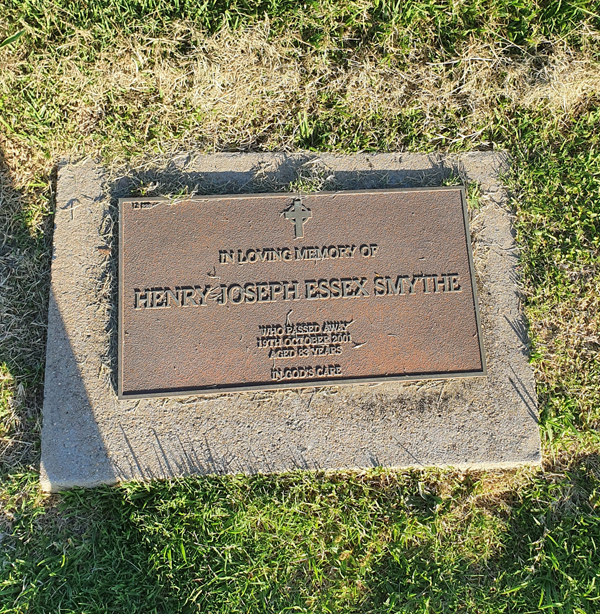 IN LOVING MEMORY OF
HENRY JOSEPH ESSEX SMYTHE
WHO PASSED AWAY
19TH OCTOBER 2001
AGED 83 YEARS
IN GOD'S CARE